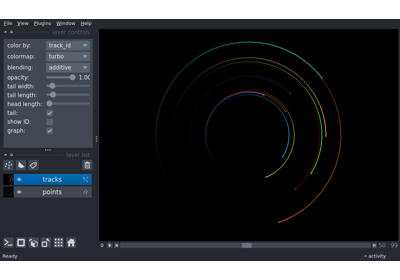 File View Plugins Window Help
layer controls
color by: track_id
colormap: turbo
blending: additive
opacity: 1.00
tail width:
tail length:
head length:
tail:
show ID:
graph:
layer list
tracks
points
0 50 99
Ready activity